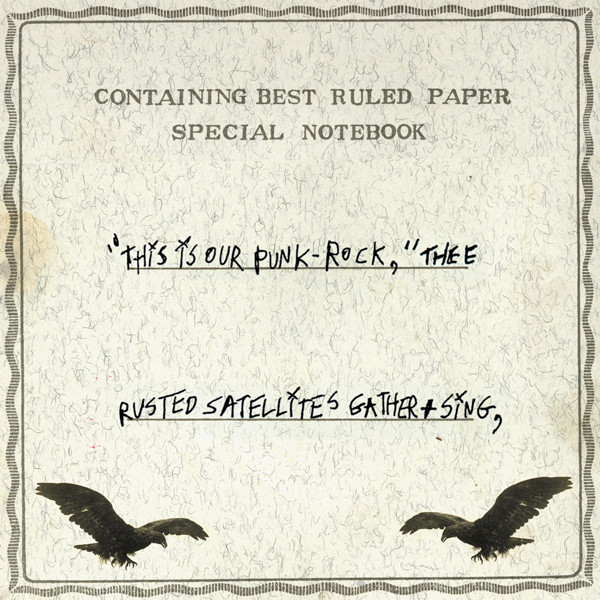 CONTAINING BEST RULED PAPER
SPECIAL NOTEBOOK
"THIS IS OUR PUNK-ROCK," THEE
RUSTED SATELLITES GATHER + SING,